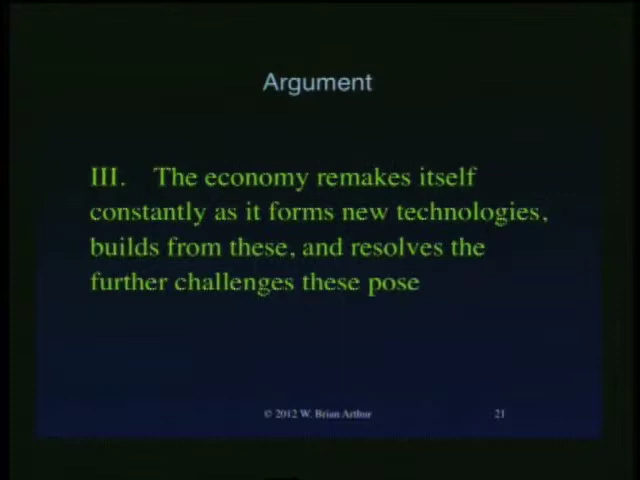 Argument
III. The economy remakes itself
constantly as it forms new technologies,
builds from these, and resolves the
further challenges these pose
© 2012 W. Brian Arthur
21